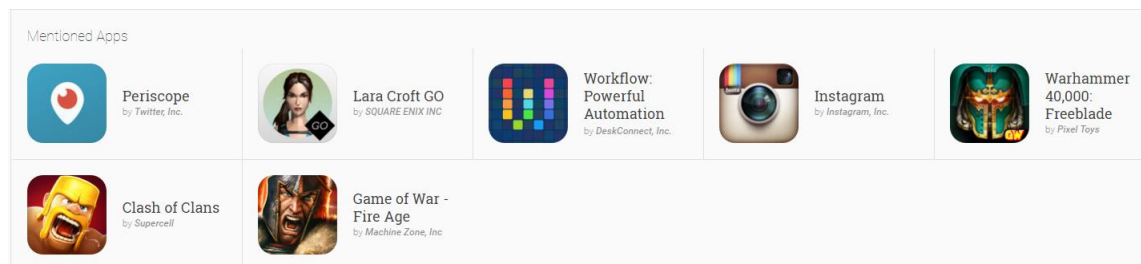 Mentioned Apps
Periscope
by Twitter, Inc.
GO
Lara Croft GO
by SQUARE ENIX INC
Workflow:
Powerful
Automation
by DeskConnect, Inc.
Instagram
by Instagram, Inc.
GW
Warhammer
40,000:
Freeblade
by Pixel Toys
Clash of Clans
by Supercell
Game of War -
Fire Age
by Machine Zone, Inc